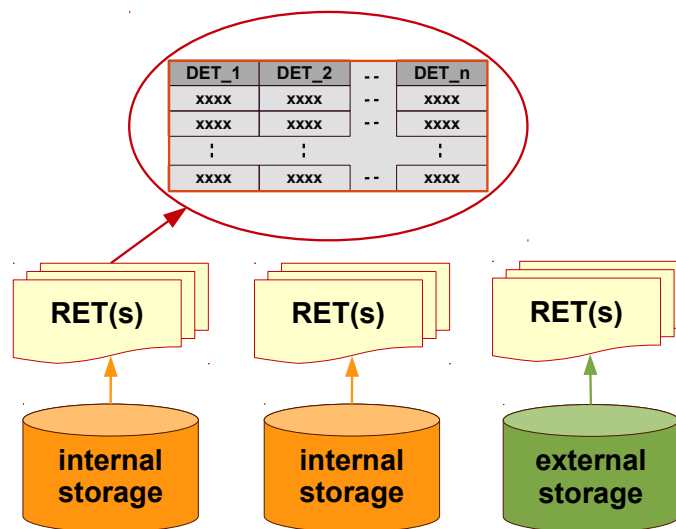 DET_1 DET_2 -- DET_n
xxxx xxxx -- xxxx
xxxx xxxx -- xxxx
xxxx xxxx -- xxxx
RET(s) RET(s) RET(s)
internal internal external
storage storage storage